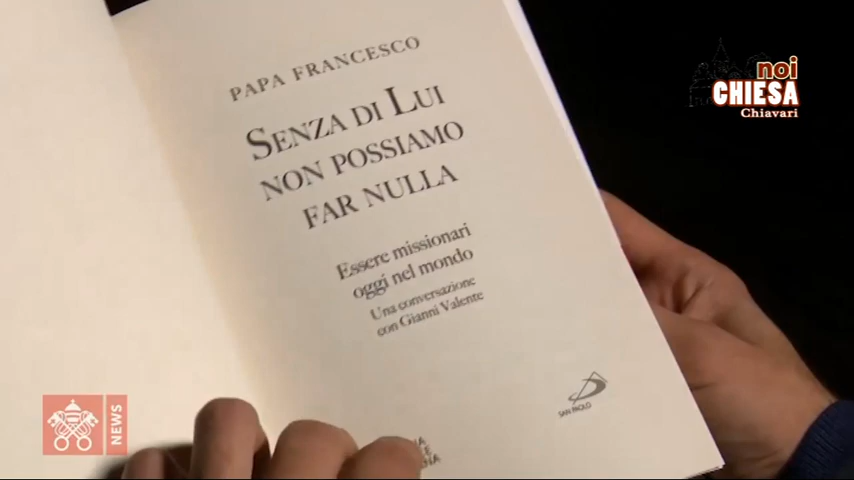 PAPA FRANCESCO
SENZA DI LUI
NON POSSIAMO
FAR NULLA
Essere missionari
oggi nel mondo
Una conversazione
con Gianni Valente
SAN PAOLO
noi
CHIESA
Chiavari
NEWS